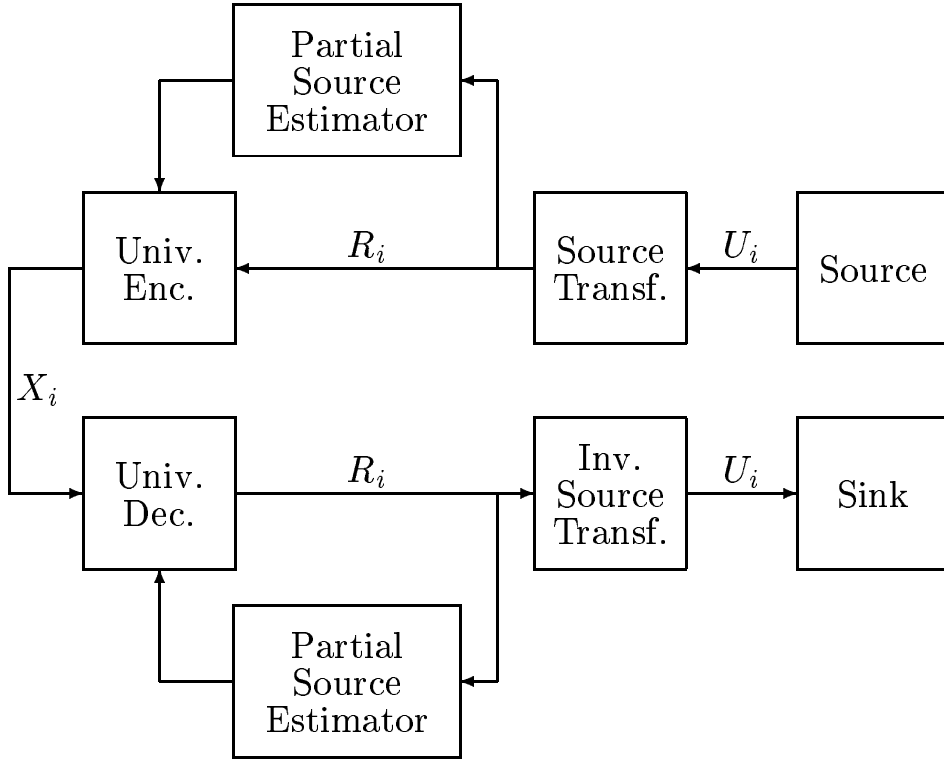 Partial
Source
Estimator
Univ.
Enc.
R_i
Source
Transf.
U_i
Source
X_i
Univ.
Dec.
R_i
Inv.
Source
Transf.
U_i
Sink
Partial
Source
Estimator